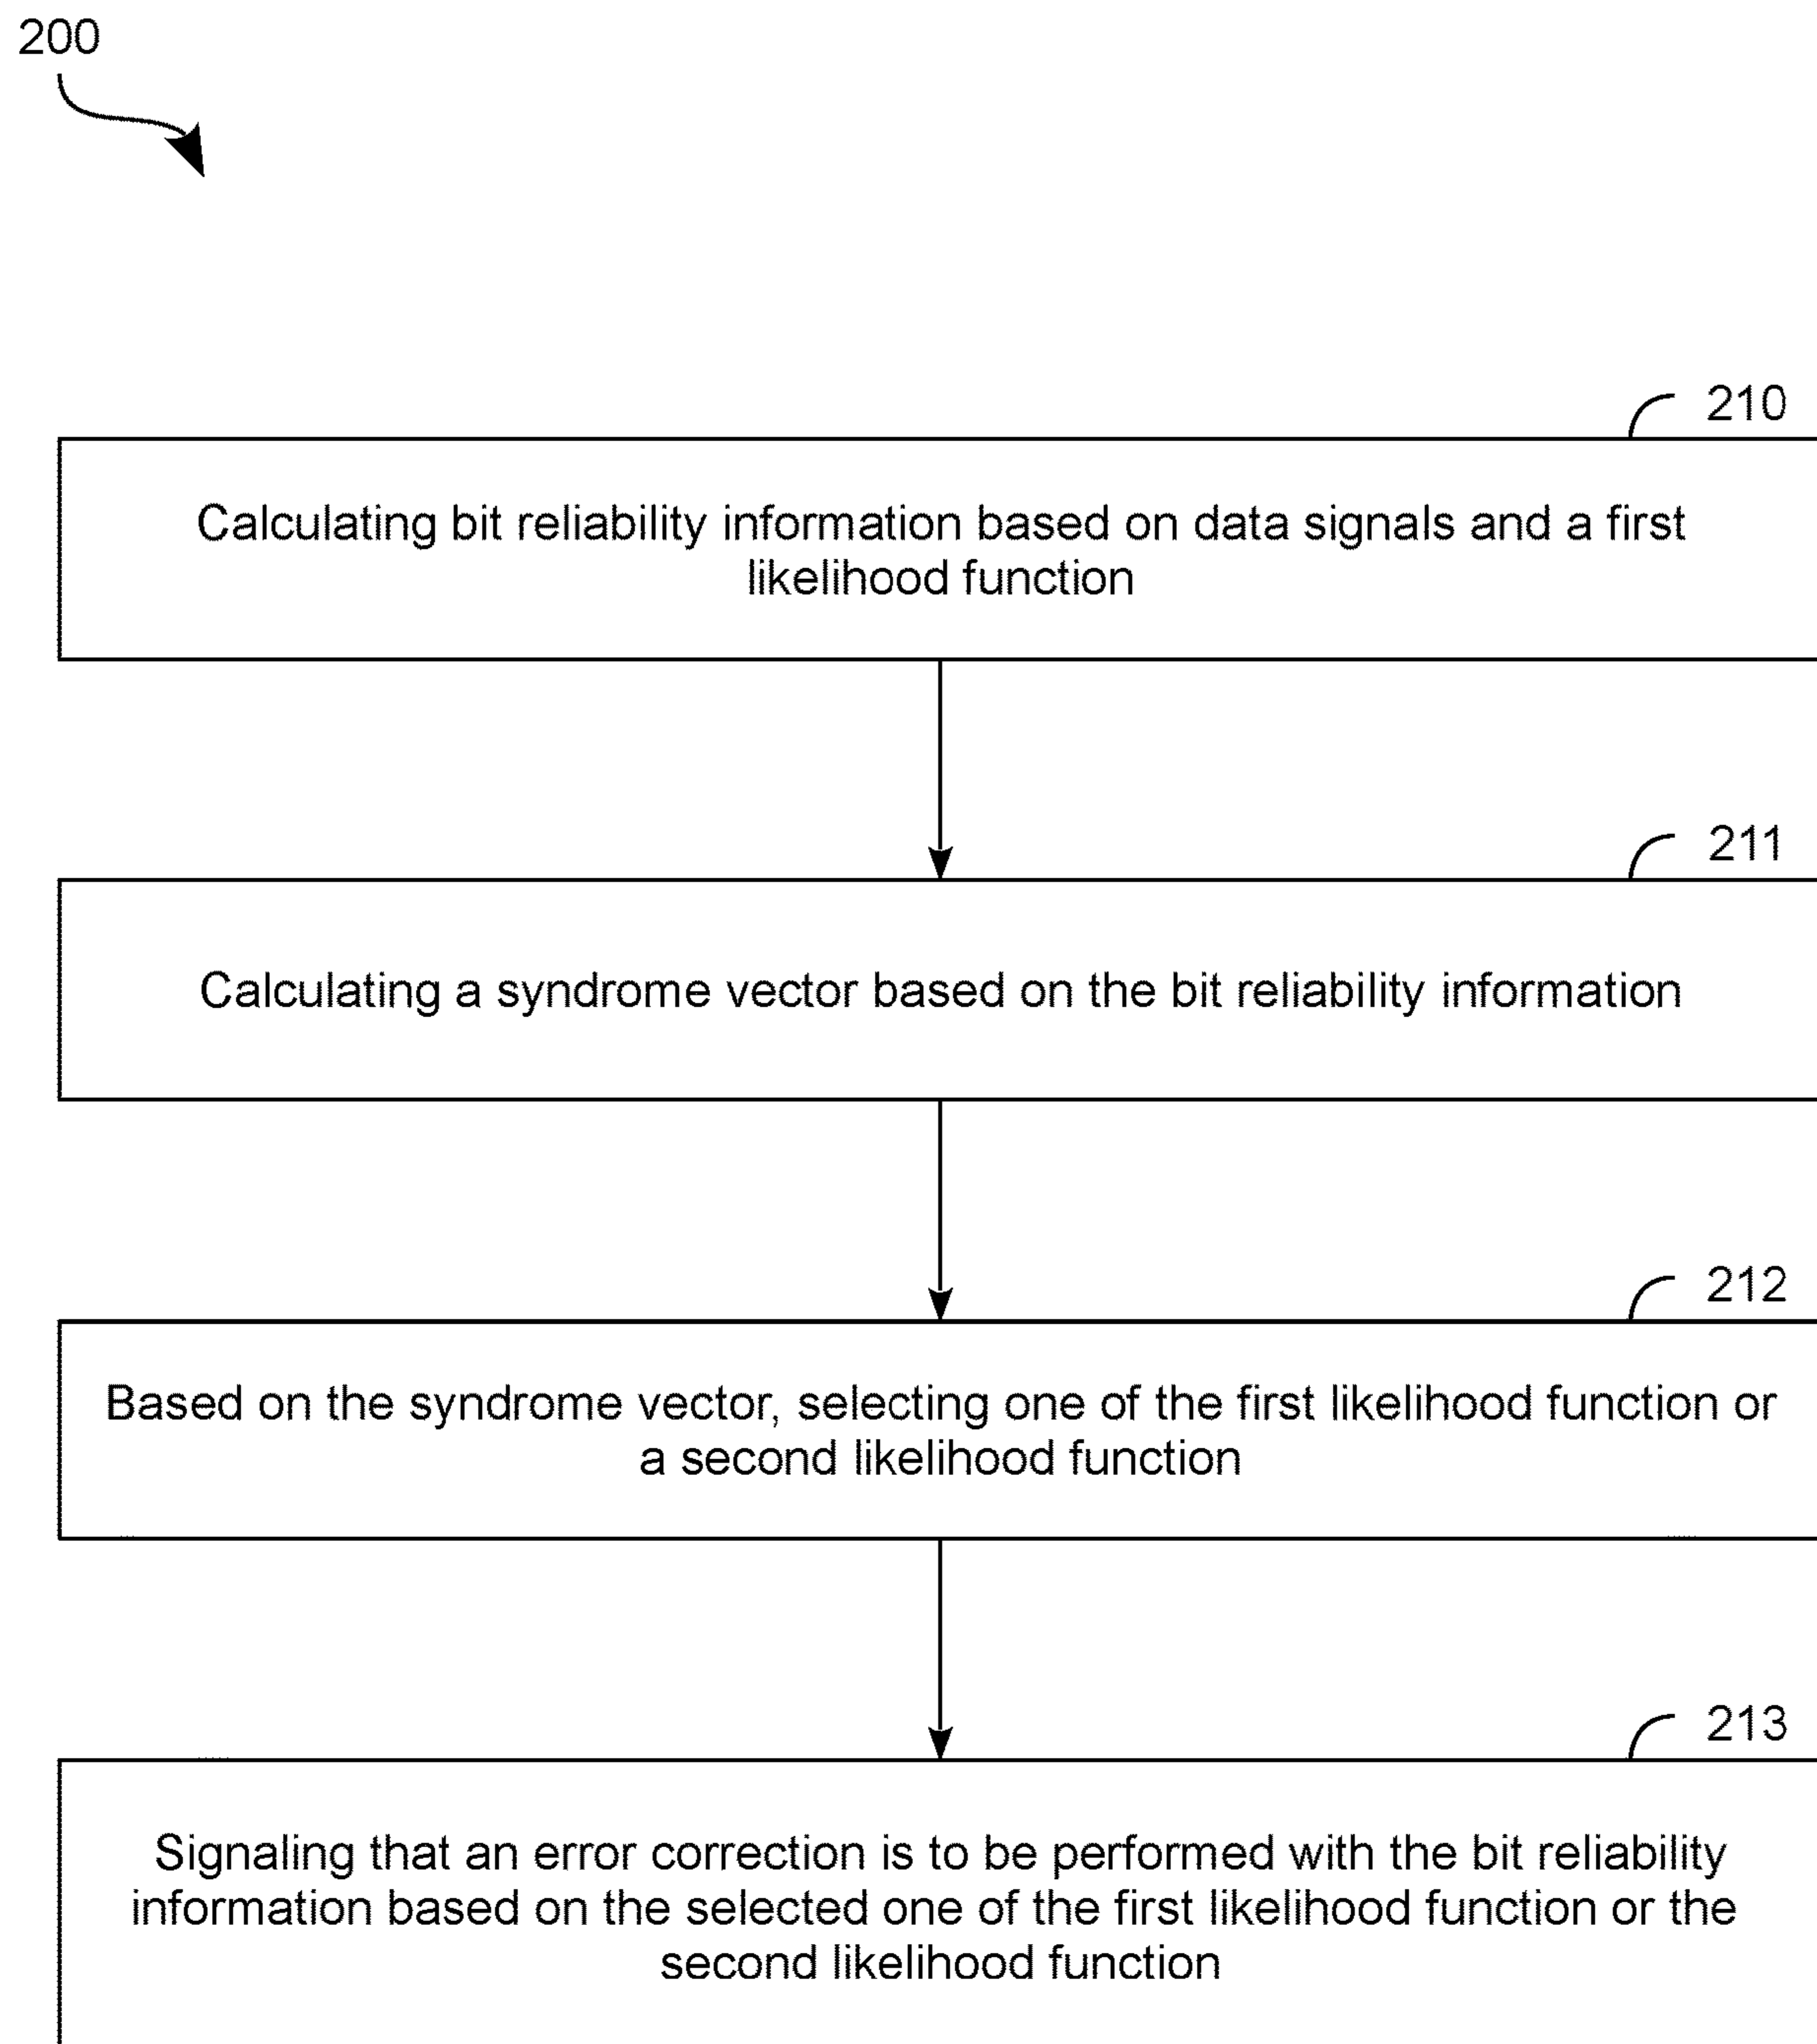 200
210
Calculating bit reliability information based on data signals and a first
likelihood function
211
Calculating a syndrome vector based on the bit reliability information
212
Based on the syndrome vector, selecting one of the first likelihood function or
a second likelihood function
213
Signaling that an error correction is to be performed with the bit reliability
information based on the selected one of the first likelihood function or the
second likelihood function